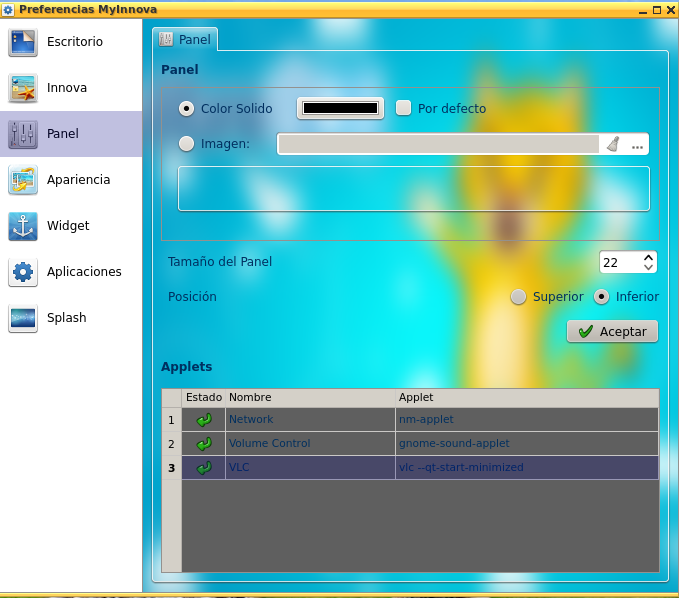 Preferencias MyInnova
Escritorio
Innova
Panel
Apariencia
Widget
Aplicaciones
Splash
Panel
Panel
Color Solido
Por defecto
Imagen:
...
Tamaño del Panel
22
Posición
Superior
Inferior
Aceptar
Applets
Estado Nombre Applet
1 Network nm-applet
2 Volume Control gnome-sound-applet
3 VLC vlc --qt-start-minimized